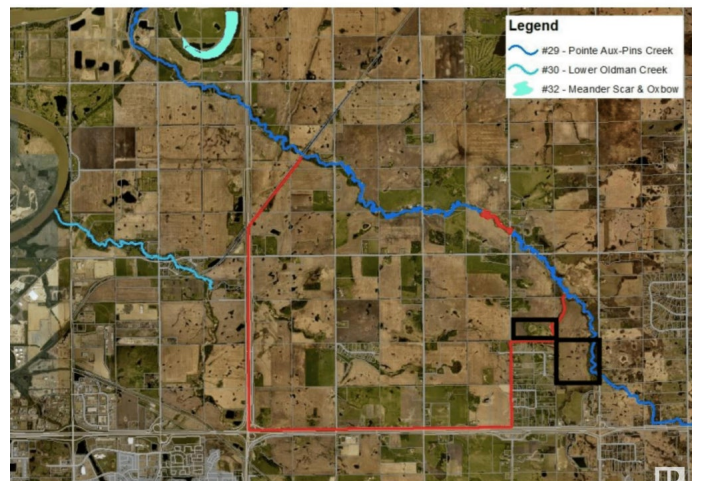 Legend
#29 - Pointe Aux-Pins Creek
#30 - Lower Oldman Creek
#32 - Meander Scar & Oxbow